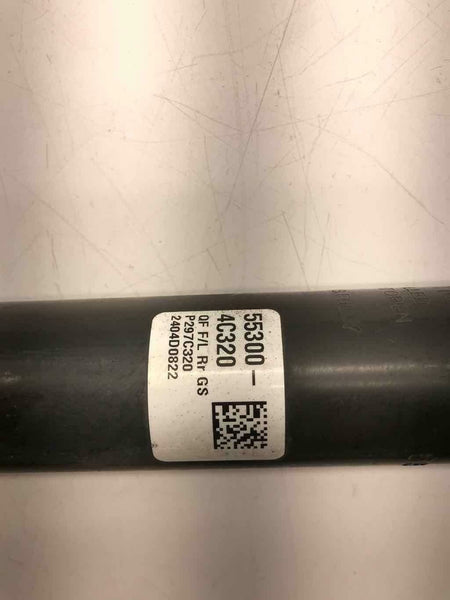 55300-
4C320
QF F/L Rr GS
P297C320
2404D0822